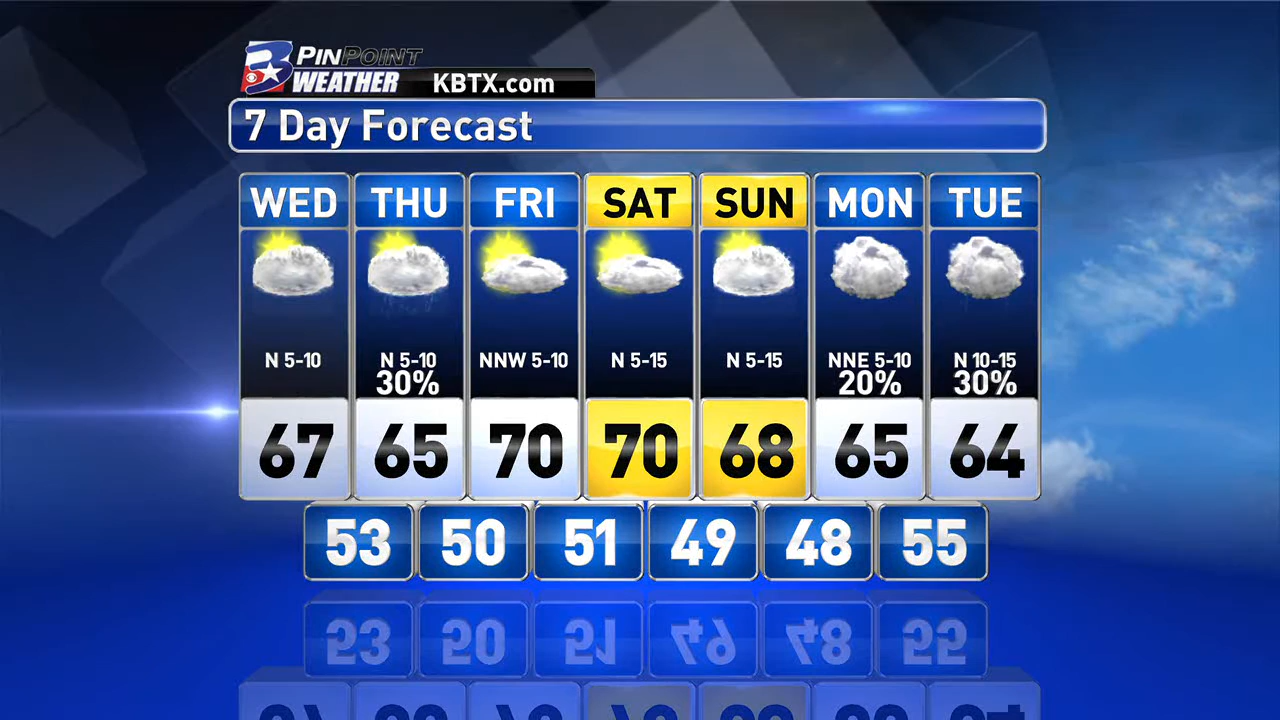 PINPOINT
WEATHER
KBTX.com
7 Day Forecast
WED THU FRI SAT SUN MON TUE
N 5-10 N 5-10 NNW 5-10 N 5-15 N 5-15 NNE 5-10 N 10-15
30% 20% 30%
67 65 70 70 68 65 64
53 50 51 49 48 55